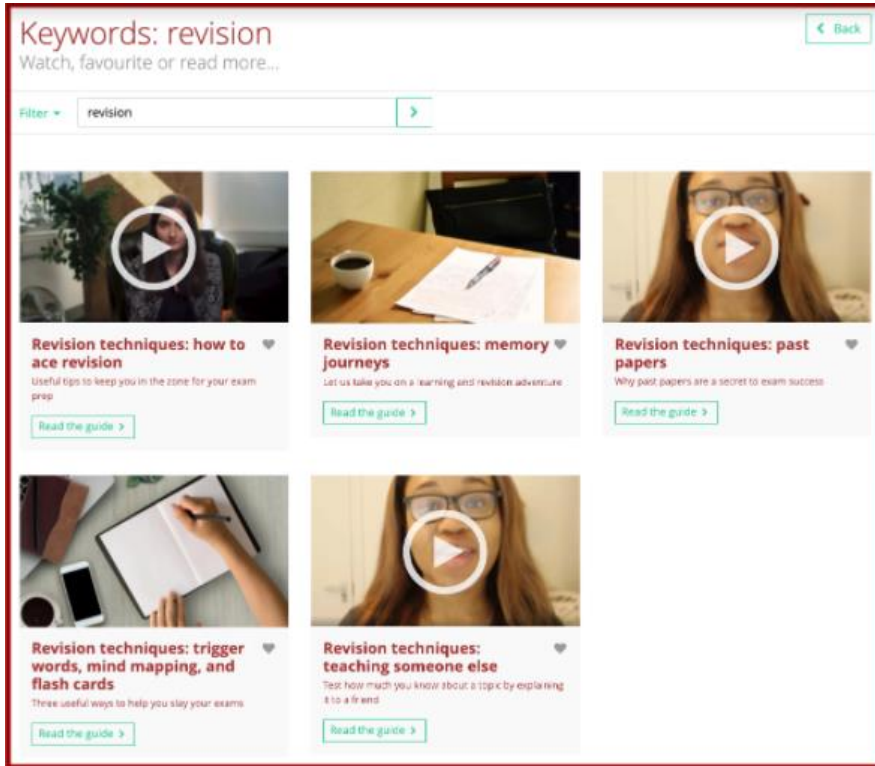 Keywords: revision
Back
Watch, favourite or read more...
Filter
revision
Revision techniques: how to
ace revision
Useful tips to keep you in the zone for your exam
prep
Read the guide
Revision techniques: memory
journeys
Let us take you on a learning and revision adventure
Read the guide
Revision techniques: past
papers
Why past papers are a secret to exam success
Read the guide
Revision techniques: trigger
words, mind mapping, and
flash cards
Three useful ways to help you slay your exams
Read the guide
Revision techniques:
teaching someone else
Test how much you know about a topic by explaining
it to a friend
Read the guide